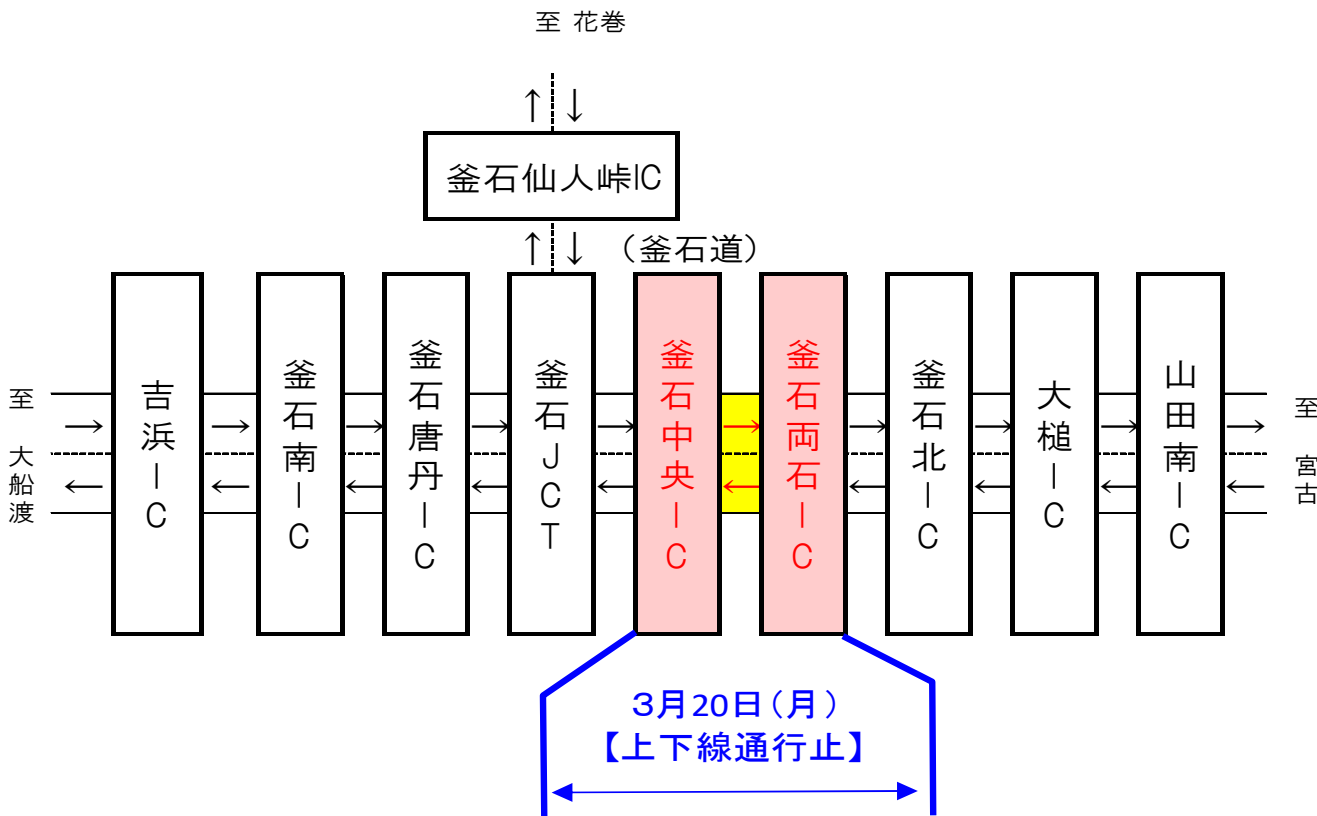 至 花巻
↑ ↓
釜石仙人峠IC
↑ ↓ (釜石道)
至 大船渡
吉浜IC
釜石南IC
釜石唐丹IC
釜石JCT
釜石中央IC
釜石両石IC
釜石北IC
大槌IC
山田南IC
至 宮古
3月20日(月)
【上下線通行止】